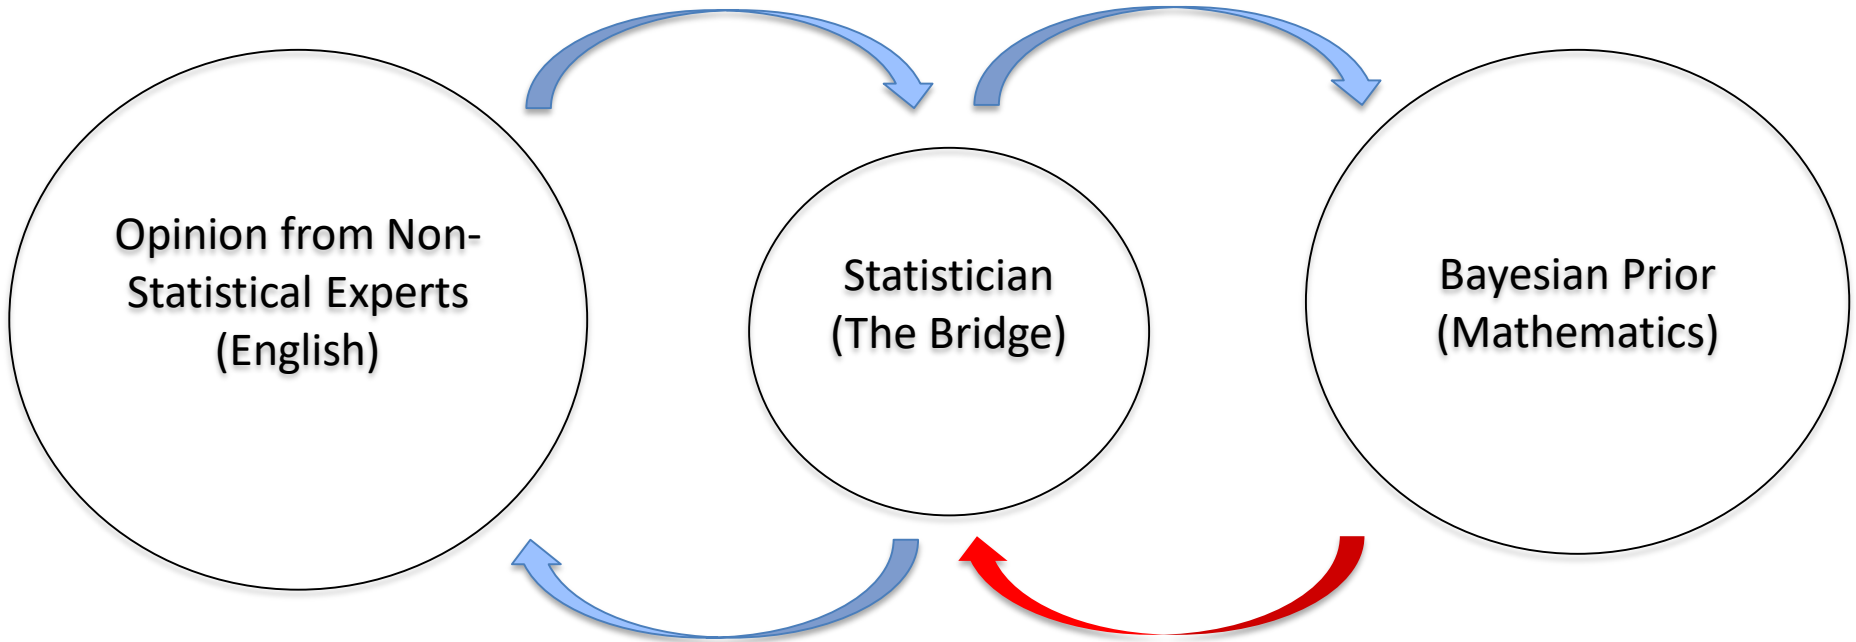 Opinion from Non-
Statistical Experts
(English)
Statistician
(The Bridge)
Bayesian Prior
(Mathematics)